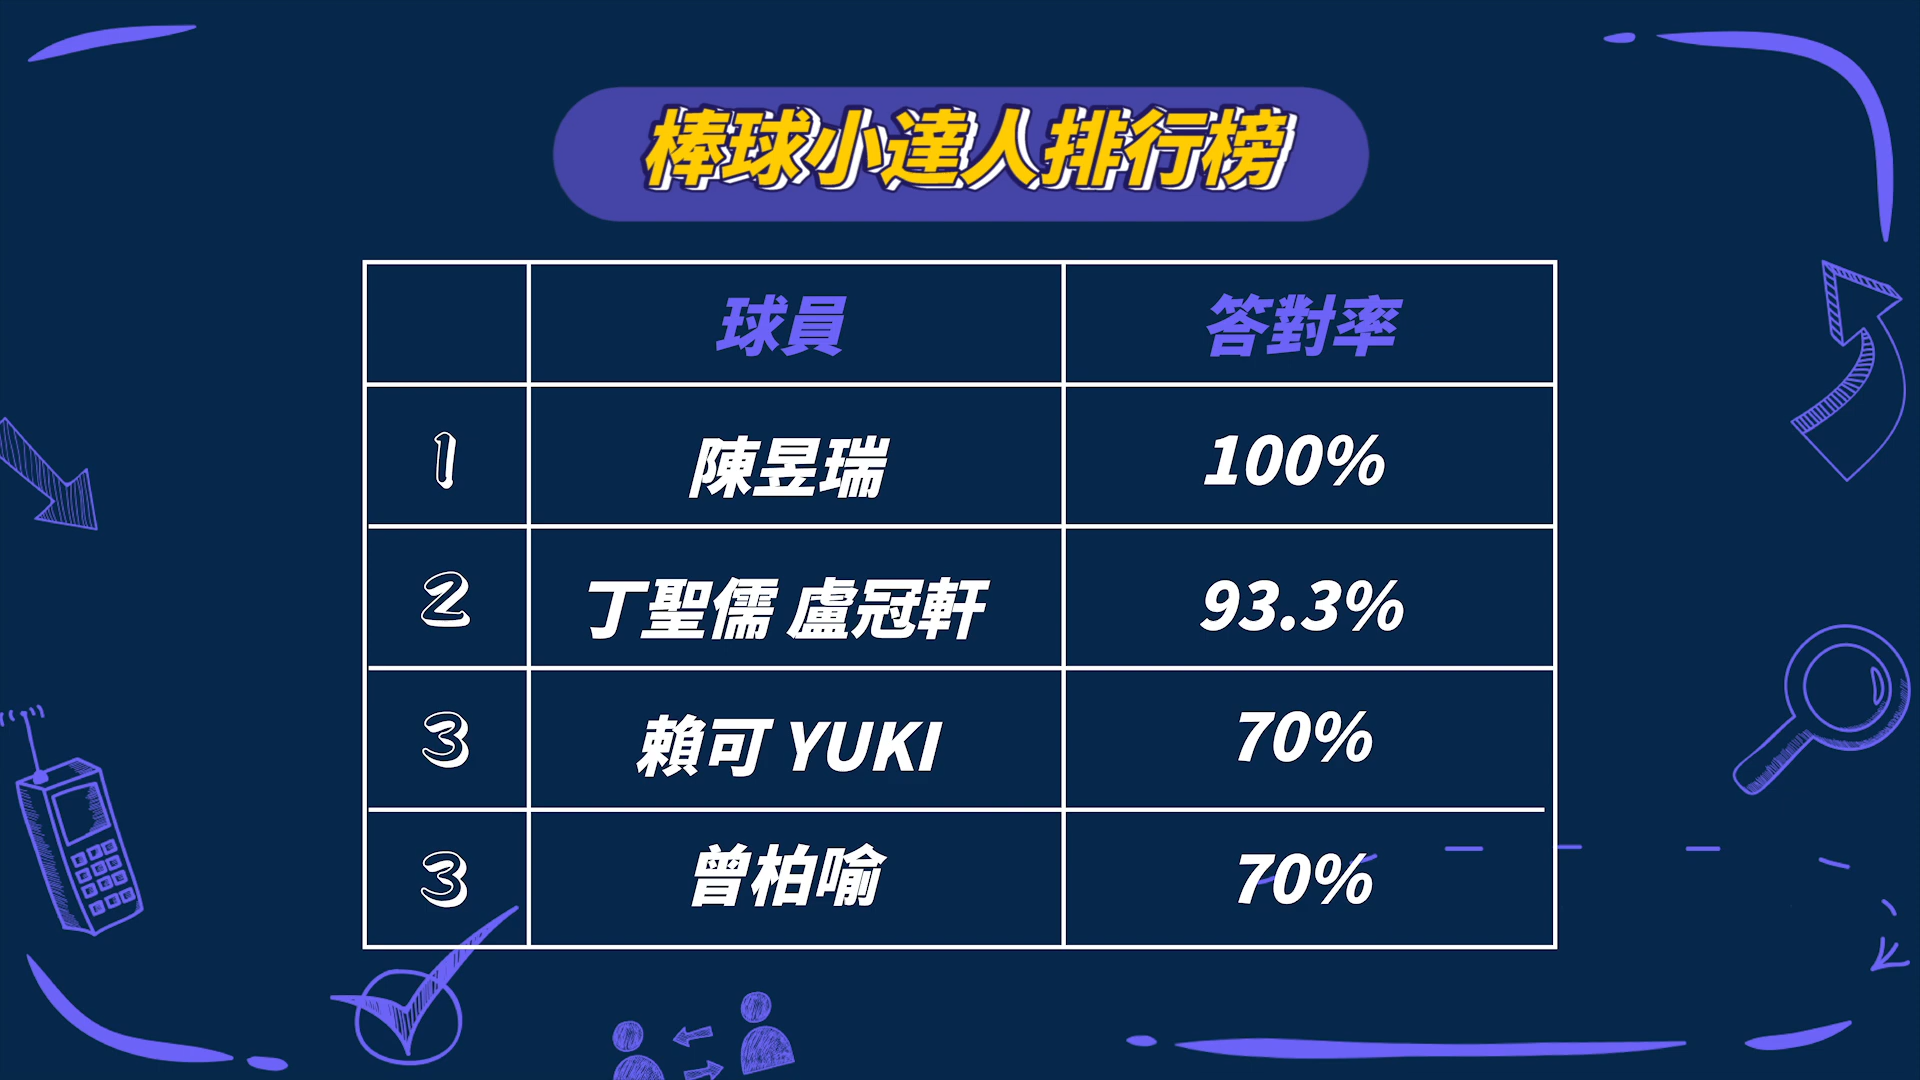 棒球小達人排行榜
球員 答對率
1 陳昱瑞 100%
2 丁聖儒 盧冠軒 93.3%
3 賴可 YUKI 70%
3 曾柏喻 70%